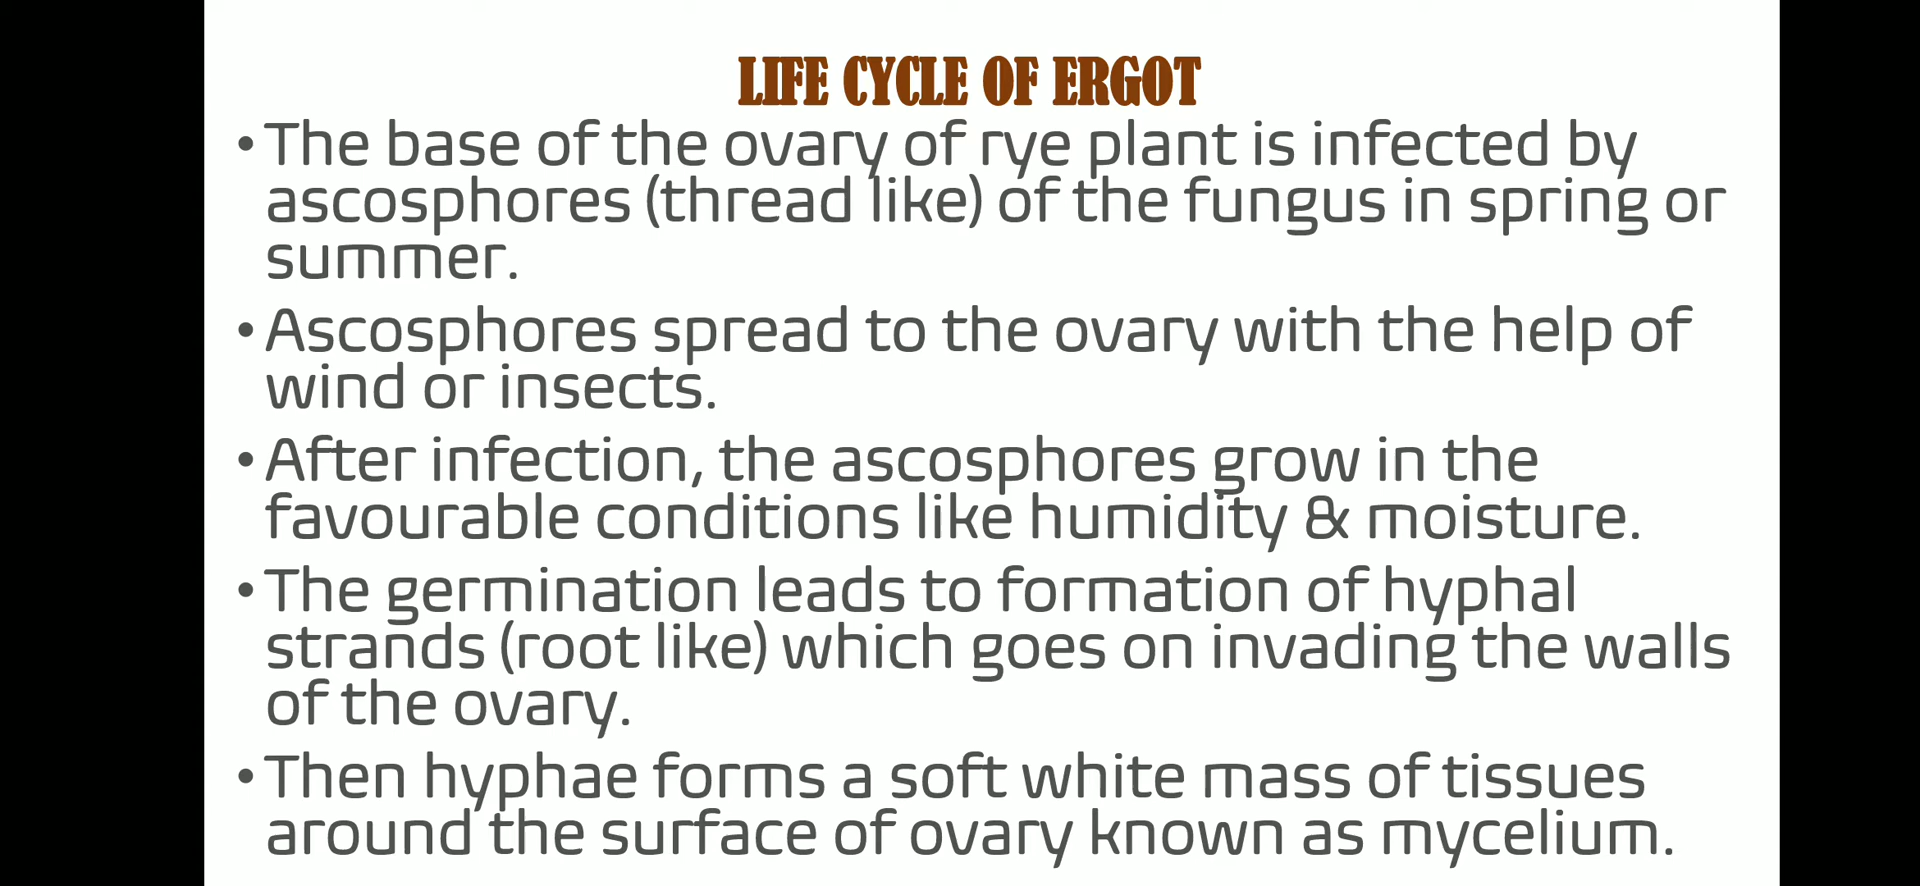 LIFE CYCLE OF ERGOT
• The base of the ovary of rye plant is infected by
ascosphores (thread like) of the fungus in spring or
summer.
• Ascosphores spread to the ovary with the help of
wind or insects.
• After infection, the ascosphores grow in the
favourable conditions like humidity & moisture.
• The germination leads to formation of hyphal
strands (root like) which goes on invading the walls
of the ovary.
• Then hyphae forms a soft white mass of tissues
around the surface of ovary known as mycelium.